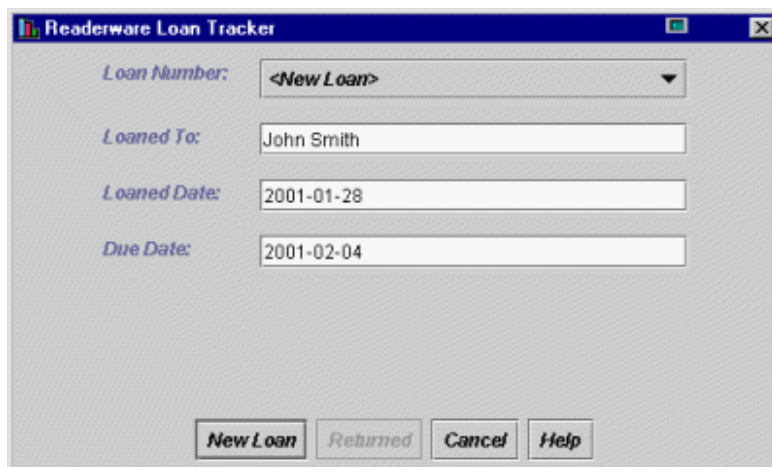 Readerware Loan Tracker
Loan Number: <New Loan>
Loaned To: John Smith
Loaned Date: 2001-01-28
Due Date: 2001-02-04
New Loan Returned Cancel Help